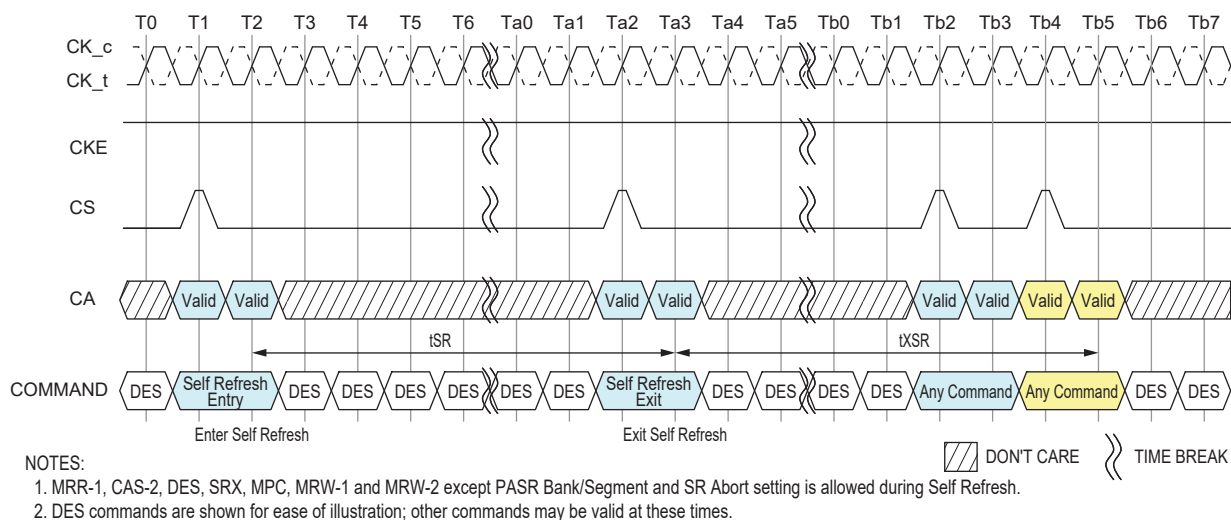 T0 T1 T2 T3 T4 T5 T6 Ta0 Ta1 Ta2 Ta3 Ta4 Ta5 Tb0 Tb1 Tb2 Tb3 Tb4 Tb5 Tb6 Tb7
CK_c
CK_t
CKE
CS
CA Valid Valid Valid Valid Valid Valid Valid Valid
tSR tXSR
COMMAND DES Self Refresh Entry DES DES DES DES DES DES Self Refresh Exit DES DES DES DES Any Command Any Command DES DES
Enter Self Refresh Exit Self Refresh
DON'T CARE TIME BREAK
NOTES:
1. MRR-1, CAS-2, DES, SRX, MPC, MRW-1 and MRW-2 except PASR Bank/Segment and SR Abort setting is allowed during Self Refresh.
2. DES commands are shown for ease of illustration; other commands may be valid at these times.